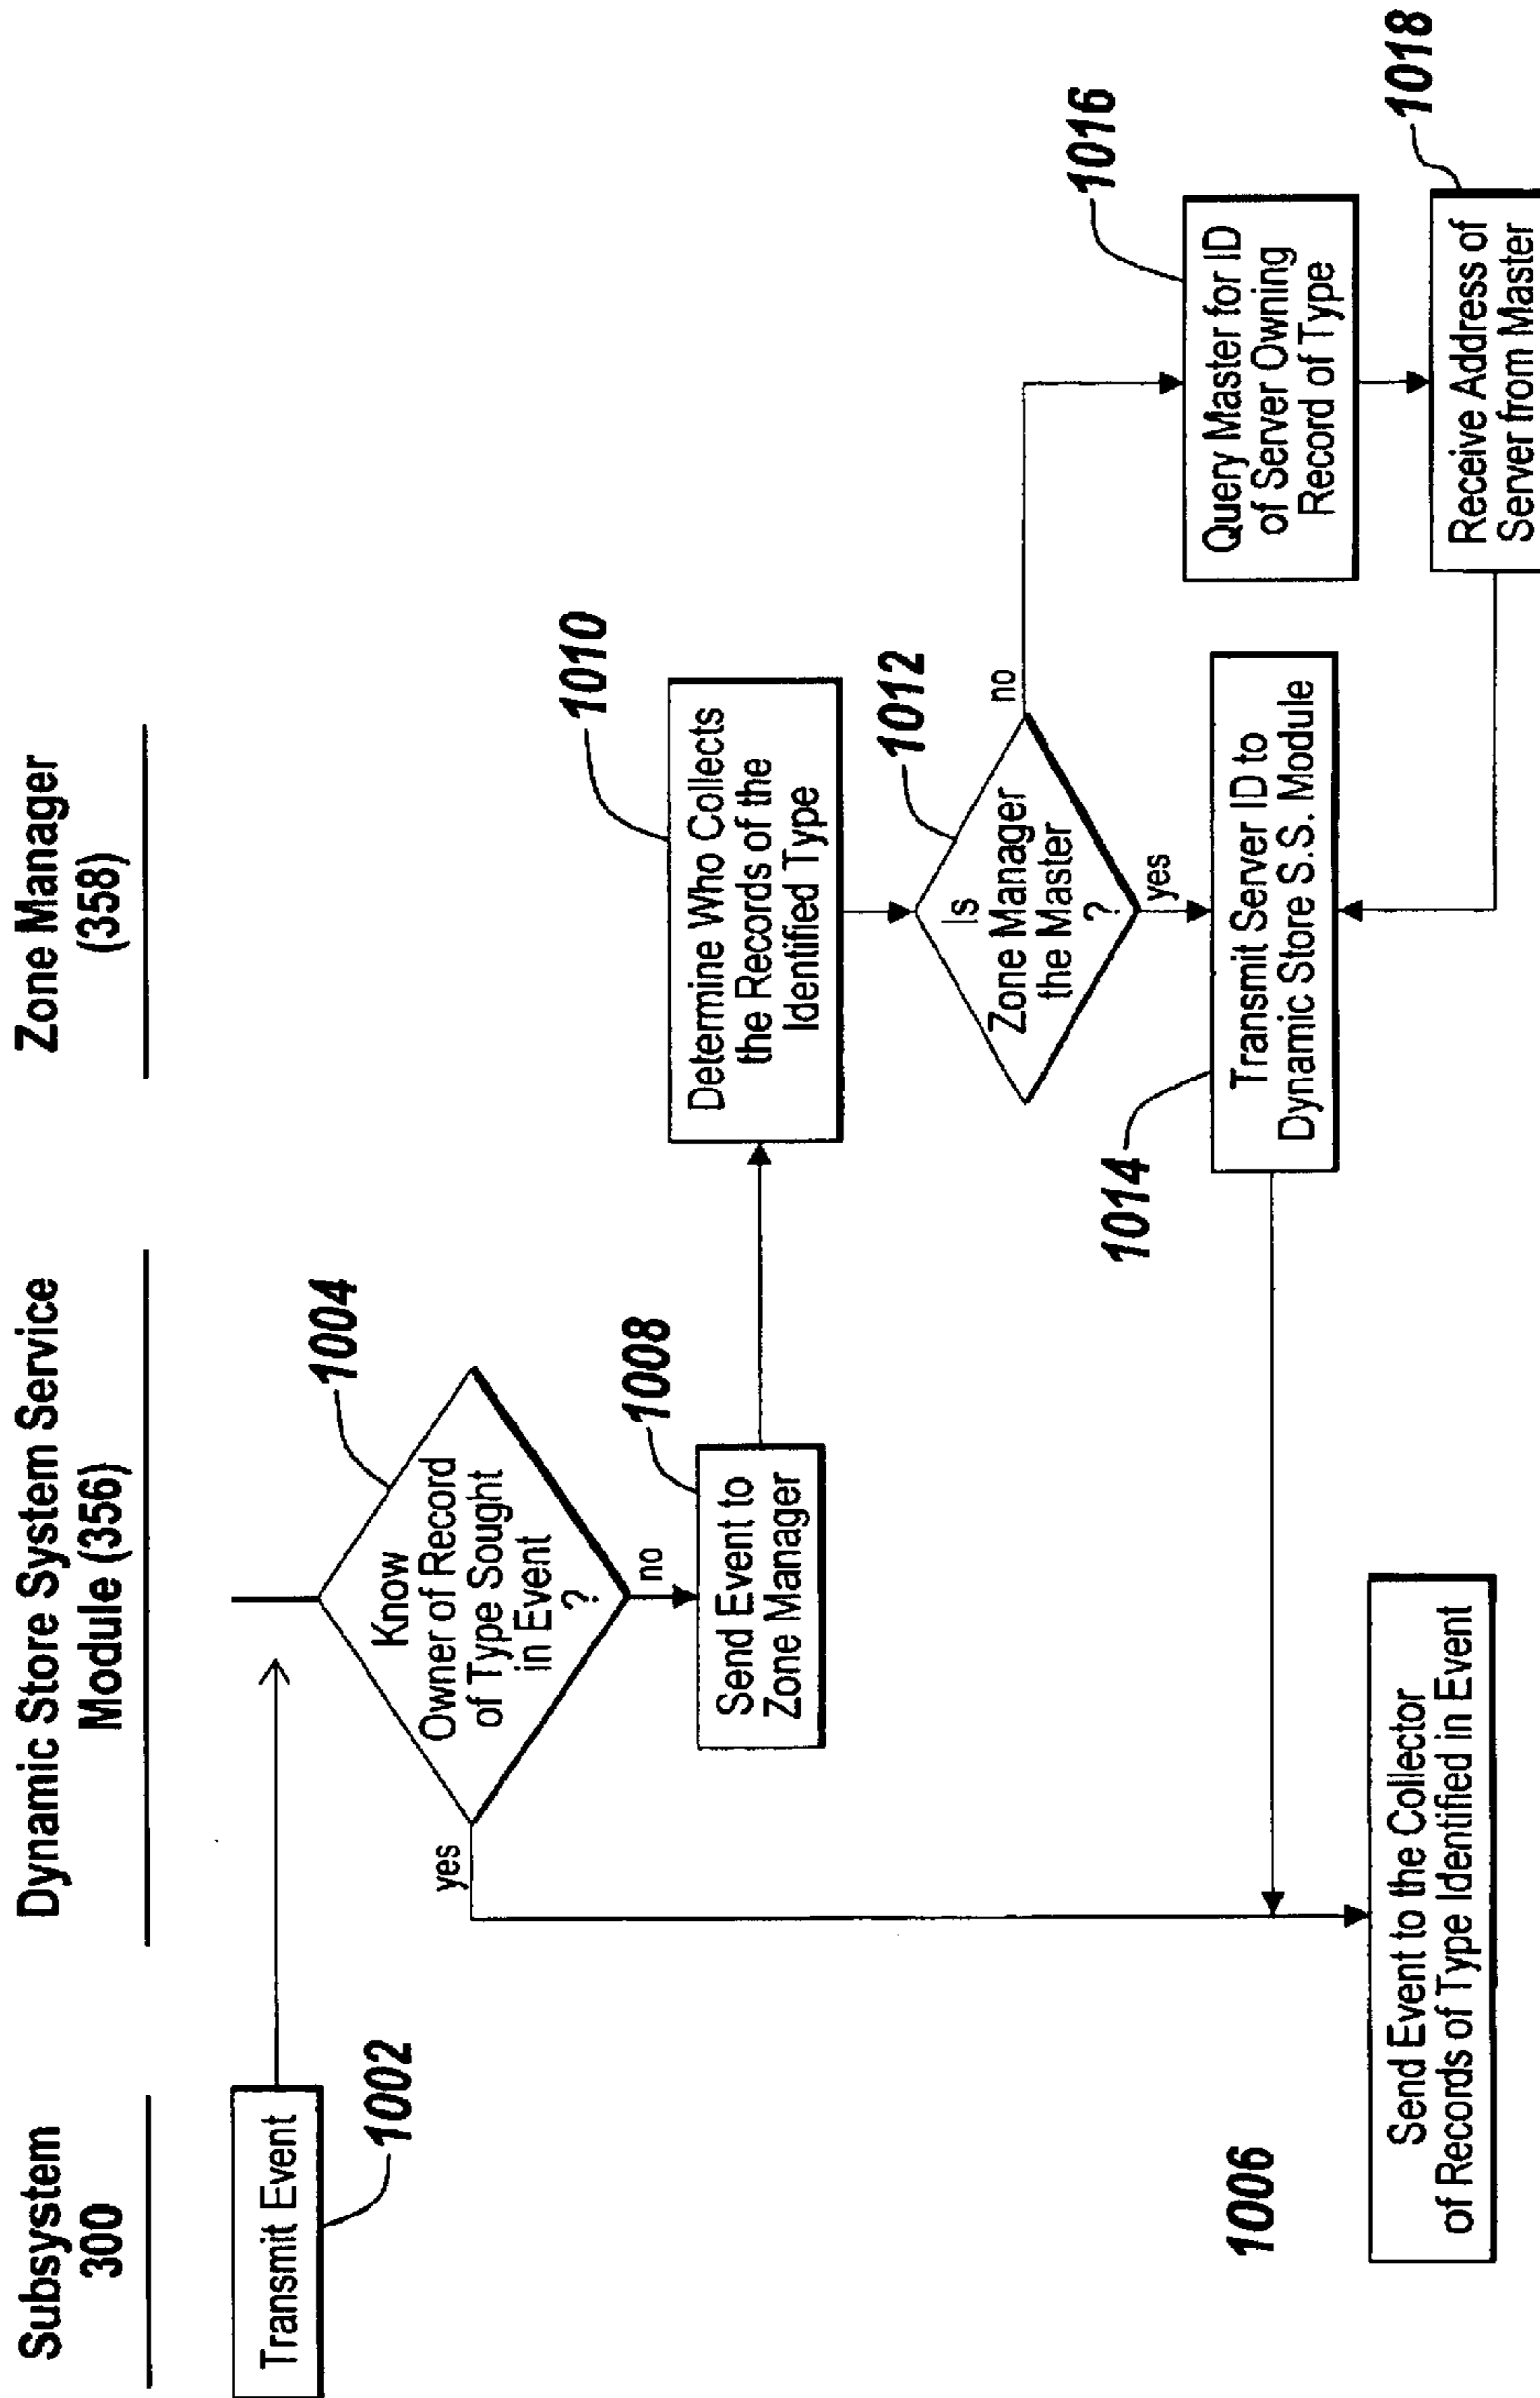 Subsystem
300
Dynamic Store System Service
Module (356)
Zone Manager
(358)
Transmit Event
1002
Know
Owner of Record
of Type Sought
in Event
?
1004
yes
no
Send Event to
Zone Manager
1008
Determine Who Collects
the Records of the
Identified Type
1010
Is
Zone Manager
the Master
?
1012
no
yes
Transmit Server ID to
Dynamic Store S.S. Module
1014
Query Master for ID
of Server Owning
Record of Type
1016
Receive Address of
Server from Master
1018
1006
Send Event to the Collector
of Records of Type Identified in Event